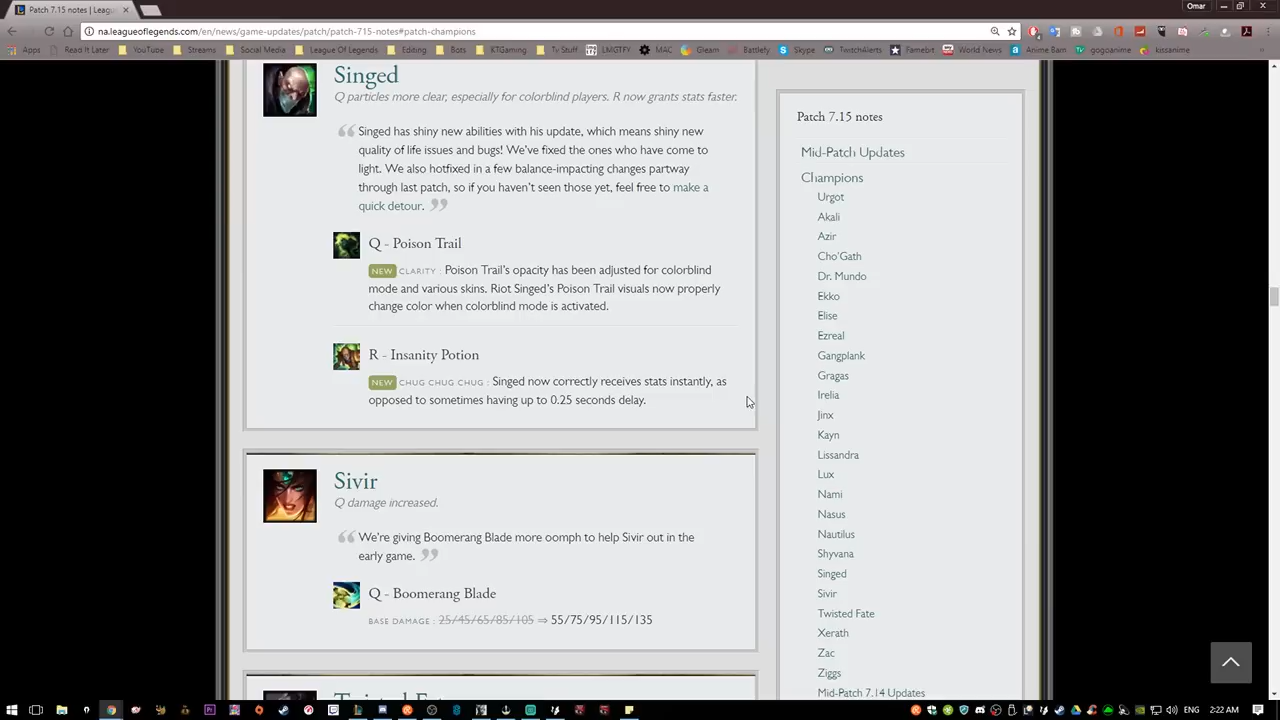 Patch 7.15 notes | Leagu
Omar
na.leagueoflegends.com/en/news/game-updates/patch/patch-715-notes#patch-champions
Apps Read It Later YouTube Streams Social Media League Of Legends Editing Bots KTGaming Tv Stuff LMGTFY MAC Gleam Battlefy Skype TwitchAlerts Famebit World News Anime Barn gogoanime kissanime
Singed
Q particles more clear, especially for colorblind players. R now grants stats faster.
Singed has shiny new abilities with his update, which means shiny new
quality of life issues and bugs! We've fixed the ones who have come to
light. We also hotfixed in a few balance-impacting changes partway
through last patch, so if you haven't seen those yet, feel free to make a
quick detour.
Q - Poison Trail
NEW CLARITY : Poison Trail's opacity has been adjusted for colorblind
mode and various skins. Riot Singed's Poison Trail visuals now properly
change color when colorblind mode is activated.
R - Insanity Potion
NEW CHUG CHUG CHUG : Singed now correctly receives stats instantly, as
opposed to sometimes having up to 0.25 seconds delay.
Sivir
Q damage increased.
We're giving Boomerang Blade more oomph to help Sivir out in the
early game.
Q - Boomerang Blade
BASE DAMAGE : 25/45/65/85/105 ⇒ 55/75/95/115/135
Patch 7.15 notes
Mid-Patch Updates
Champions
Urgot
Akali
Azir
Cho'Gath
Dr. Mundo
Ekko
Elise
Ezreal
Gangplank
Gragas
Irelia
Jinx
Kayn
Lissandra
Lux
Nami
Nasus
Nautilus
Shyvana
Singed
Sivir
Twisted Fate
Xerath
Zac
Ziggs
Mid-Patch 7.14 Updates
2:22 AM